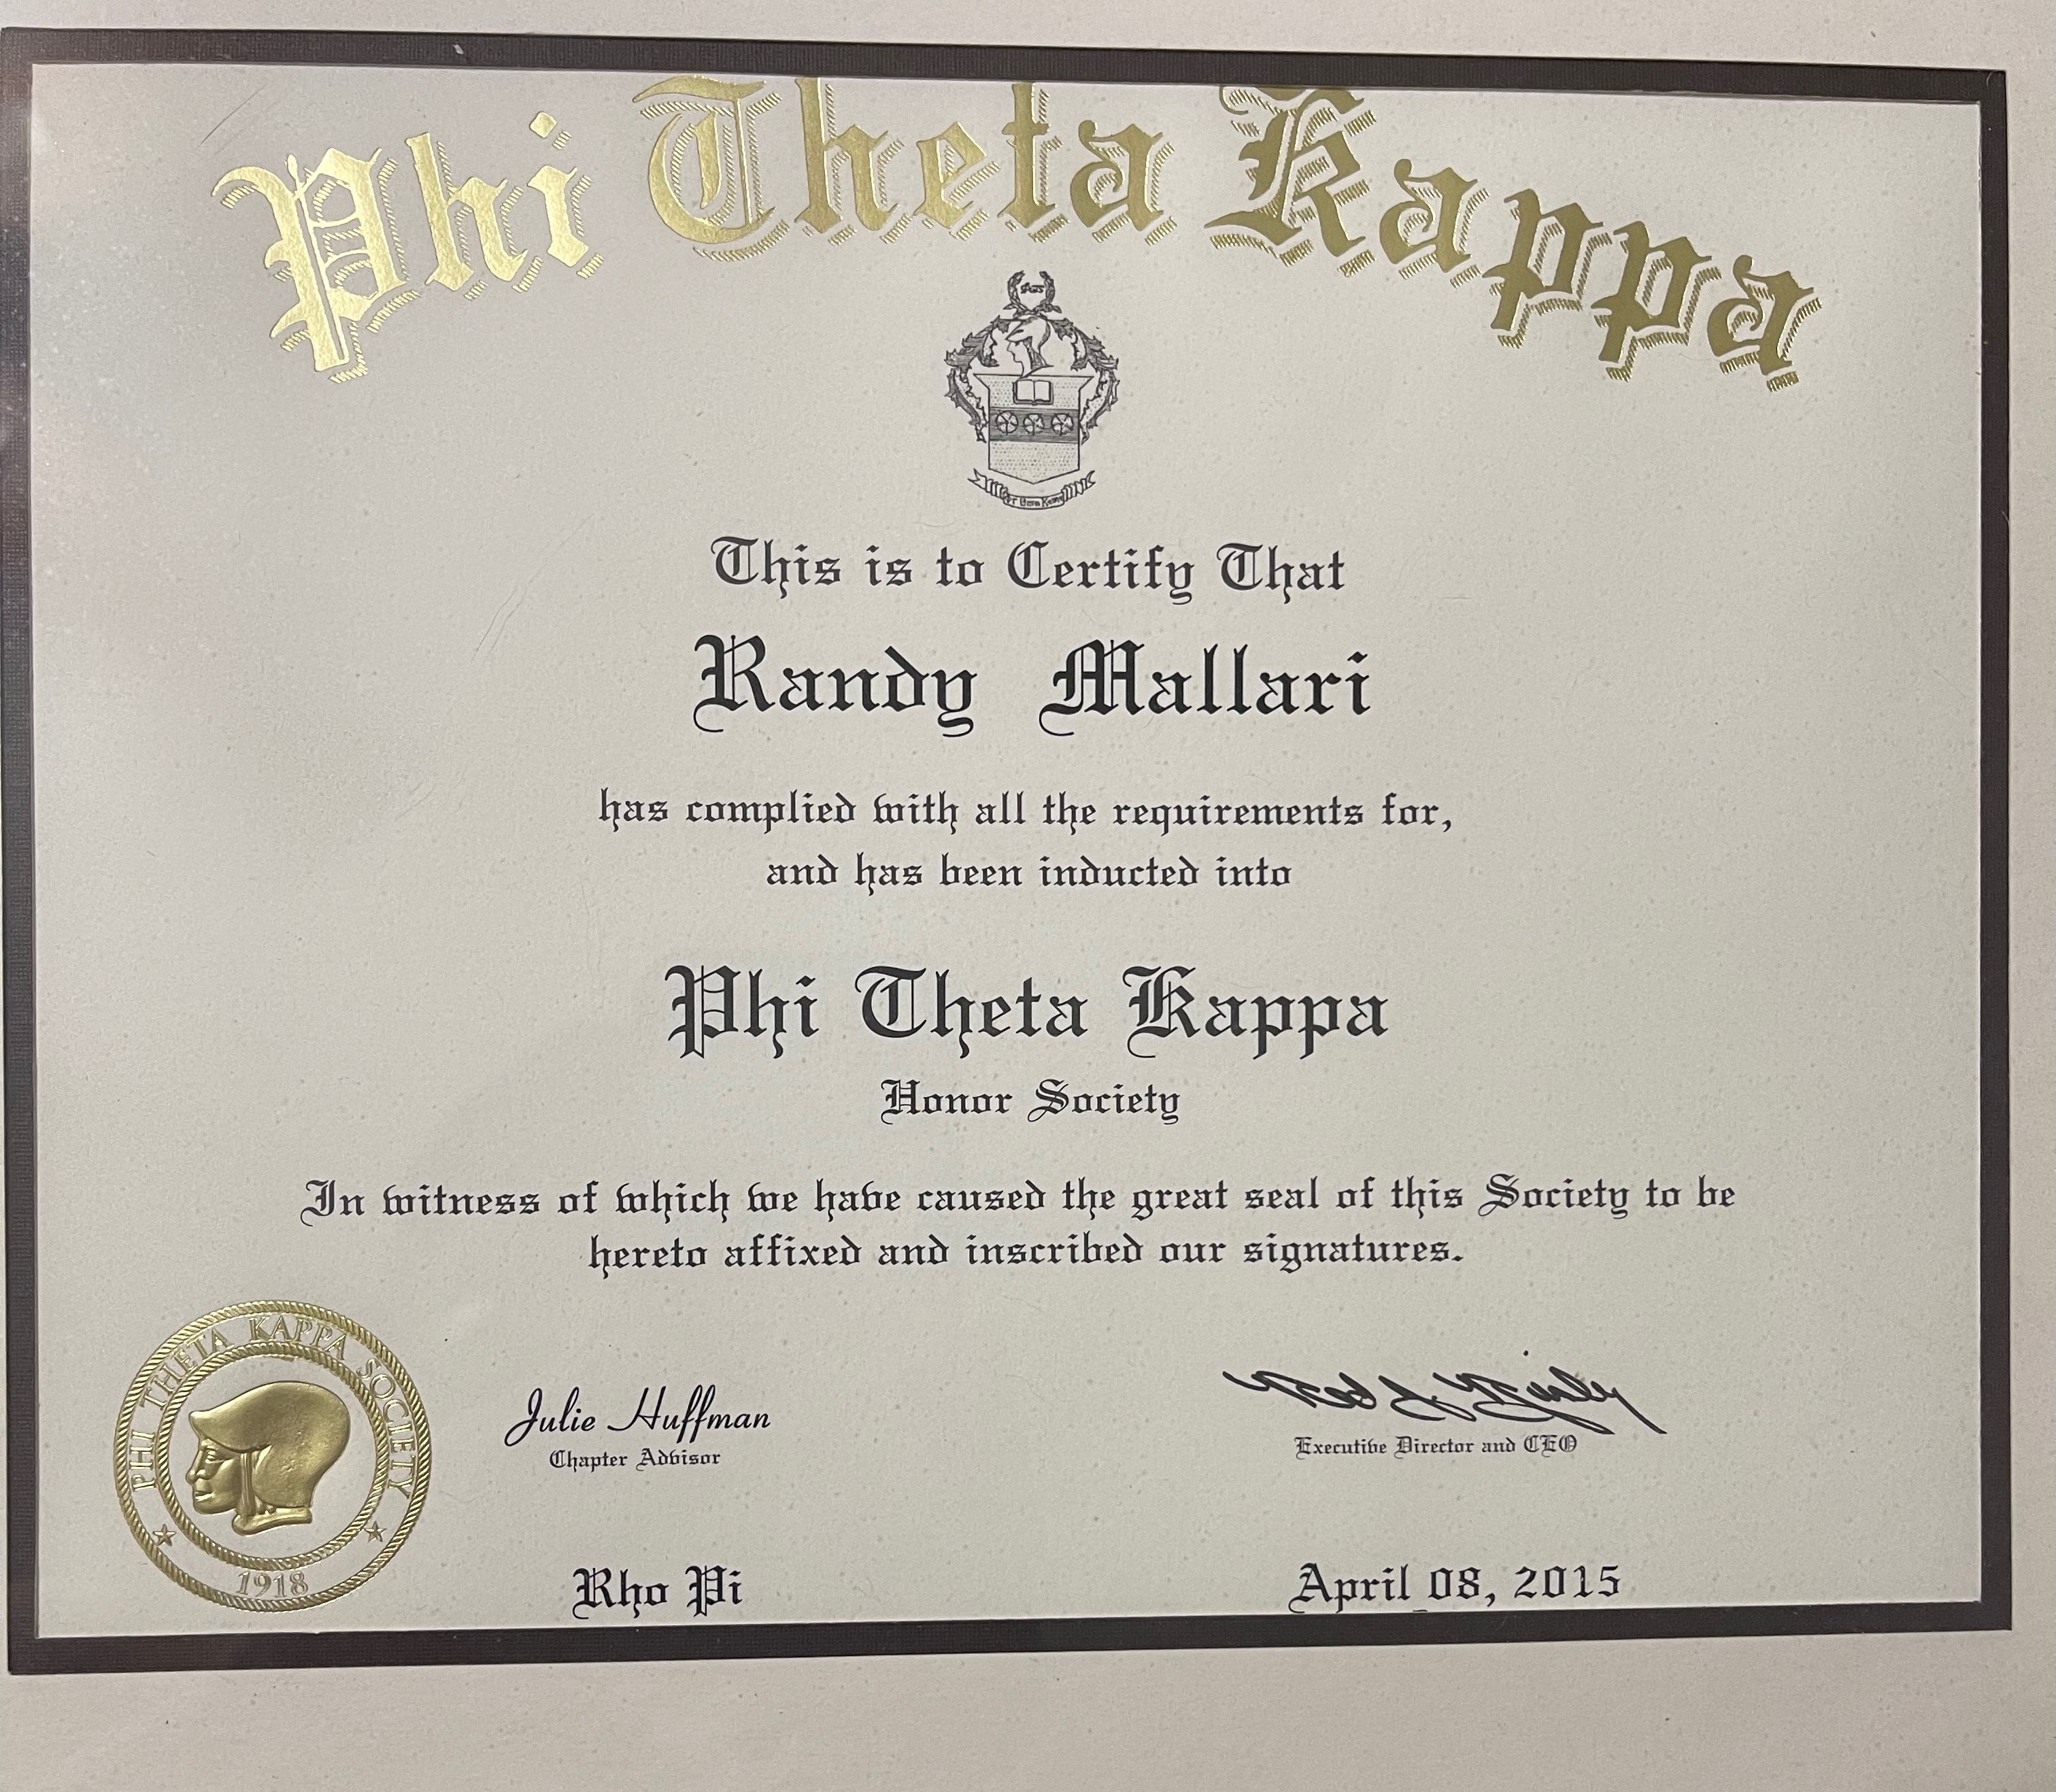 Phi Theta Kappa
This is to Certify That
Randy Mallari
has complied with all the requirements for,
and has been inducted into
Phi Theta Kappa
Honor Society
In witness of which we have caused the great seal of this Society to be
hereto affixed and inscribed our signatures.
PHI THETA KAPPA SOCIETY
1918
Julie Huffman
Chapter Advisor
Executive Director and CEO
Rho Pi
April 08, 2015